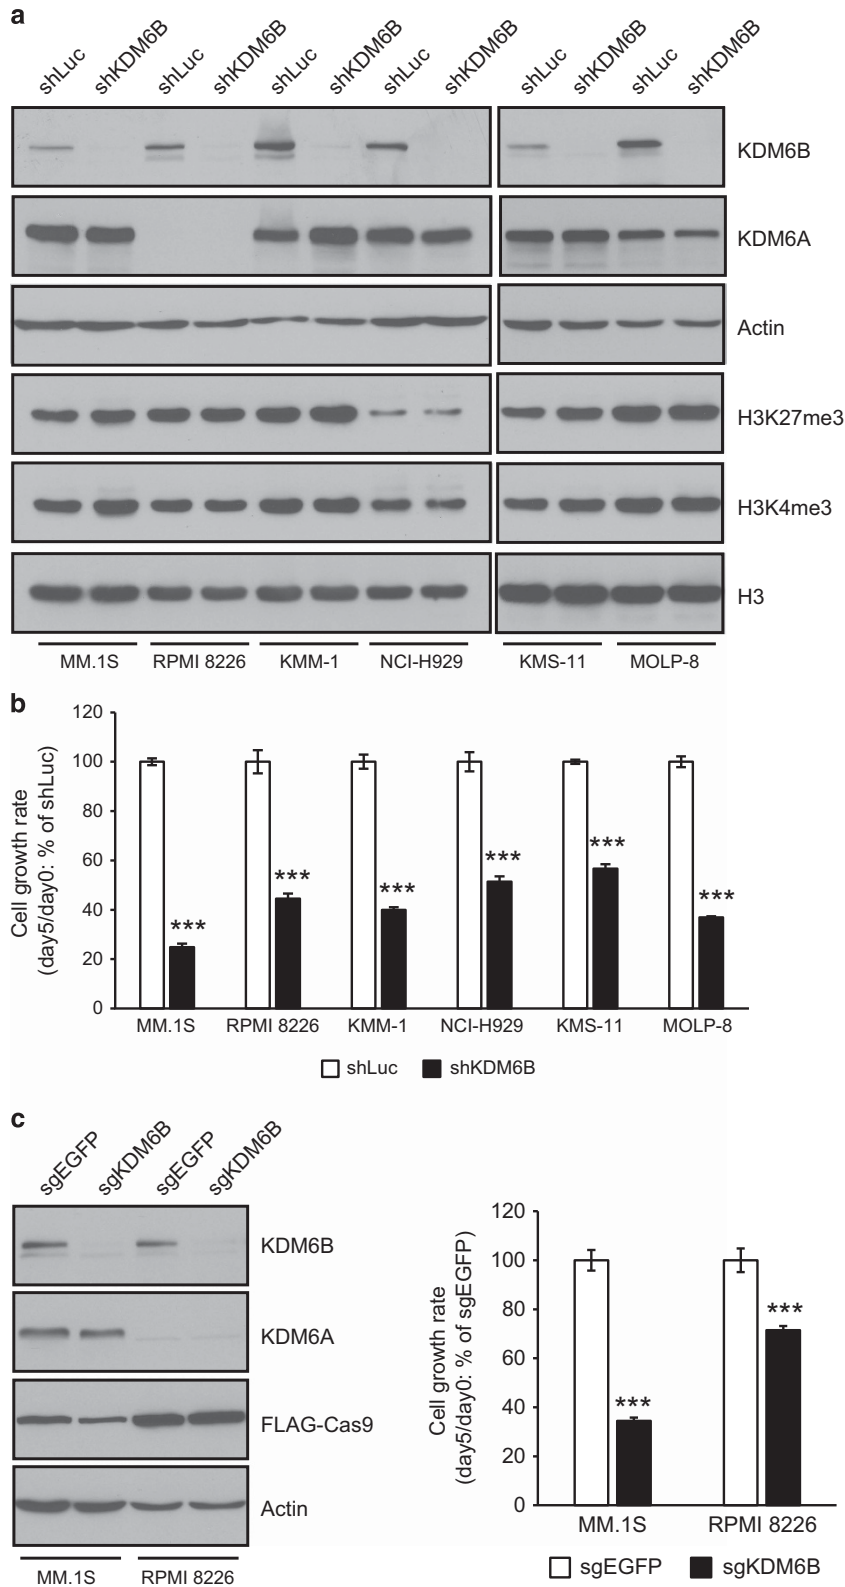 a
shLuc shKDM6B shLuc shKDM6B shLuc shKDM6B shLuc shKDM6B shLuc shKDM6B shLuc shKDM6B
KDM6B
KDM6A
Actin
H3K27me3
H3K4me3
H3
MM.1S RPMI 8226 KMM-1 NCI-H929 KMS-11 MOLP-8
b
Cell growth rate
(day5/day0: % of shLuc)
120
100
80
60
40
20
0
*** *** *** *** *** ***
MM.1S RPMI 8226 KMM-1 NCI-H929 KMS-11 MOLP-8
shLuc shKDM6B
c
sgEGFP sgKDM6B sgEGFP sgKDM6B
KDM6B
KDM6A
FLAG-Cas9
Actin
MM.1S RPMI 8226
Cell growth rate
(day5/day0: % of sgEGFP)
120
100
80
60
40
20
0
*** ***
MM.1S RPMI 8226
sgEGFP sgKDM6B